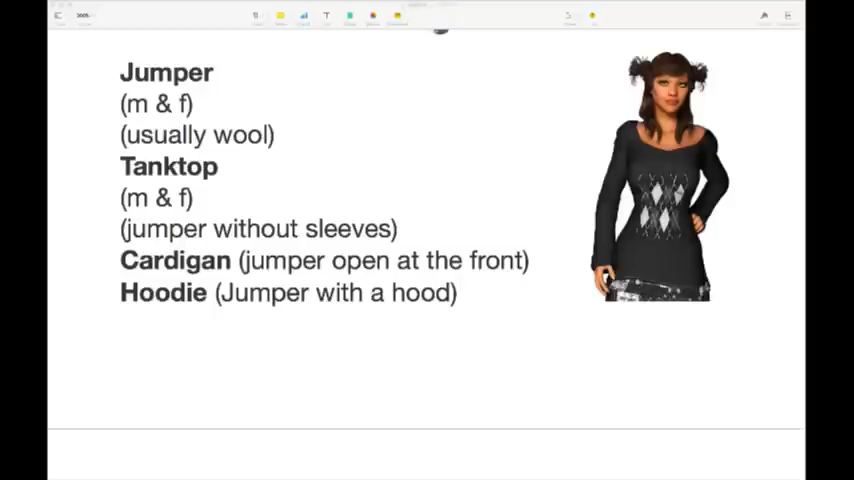 Jumper
(m & f)
(usually wool)
Tanktop
(m & f)
(jumper without sleeves)
Cardigan (jumper open at the front)
Hoodie (Jumper with a hood)